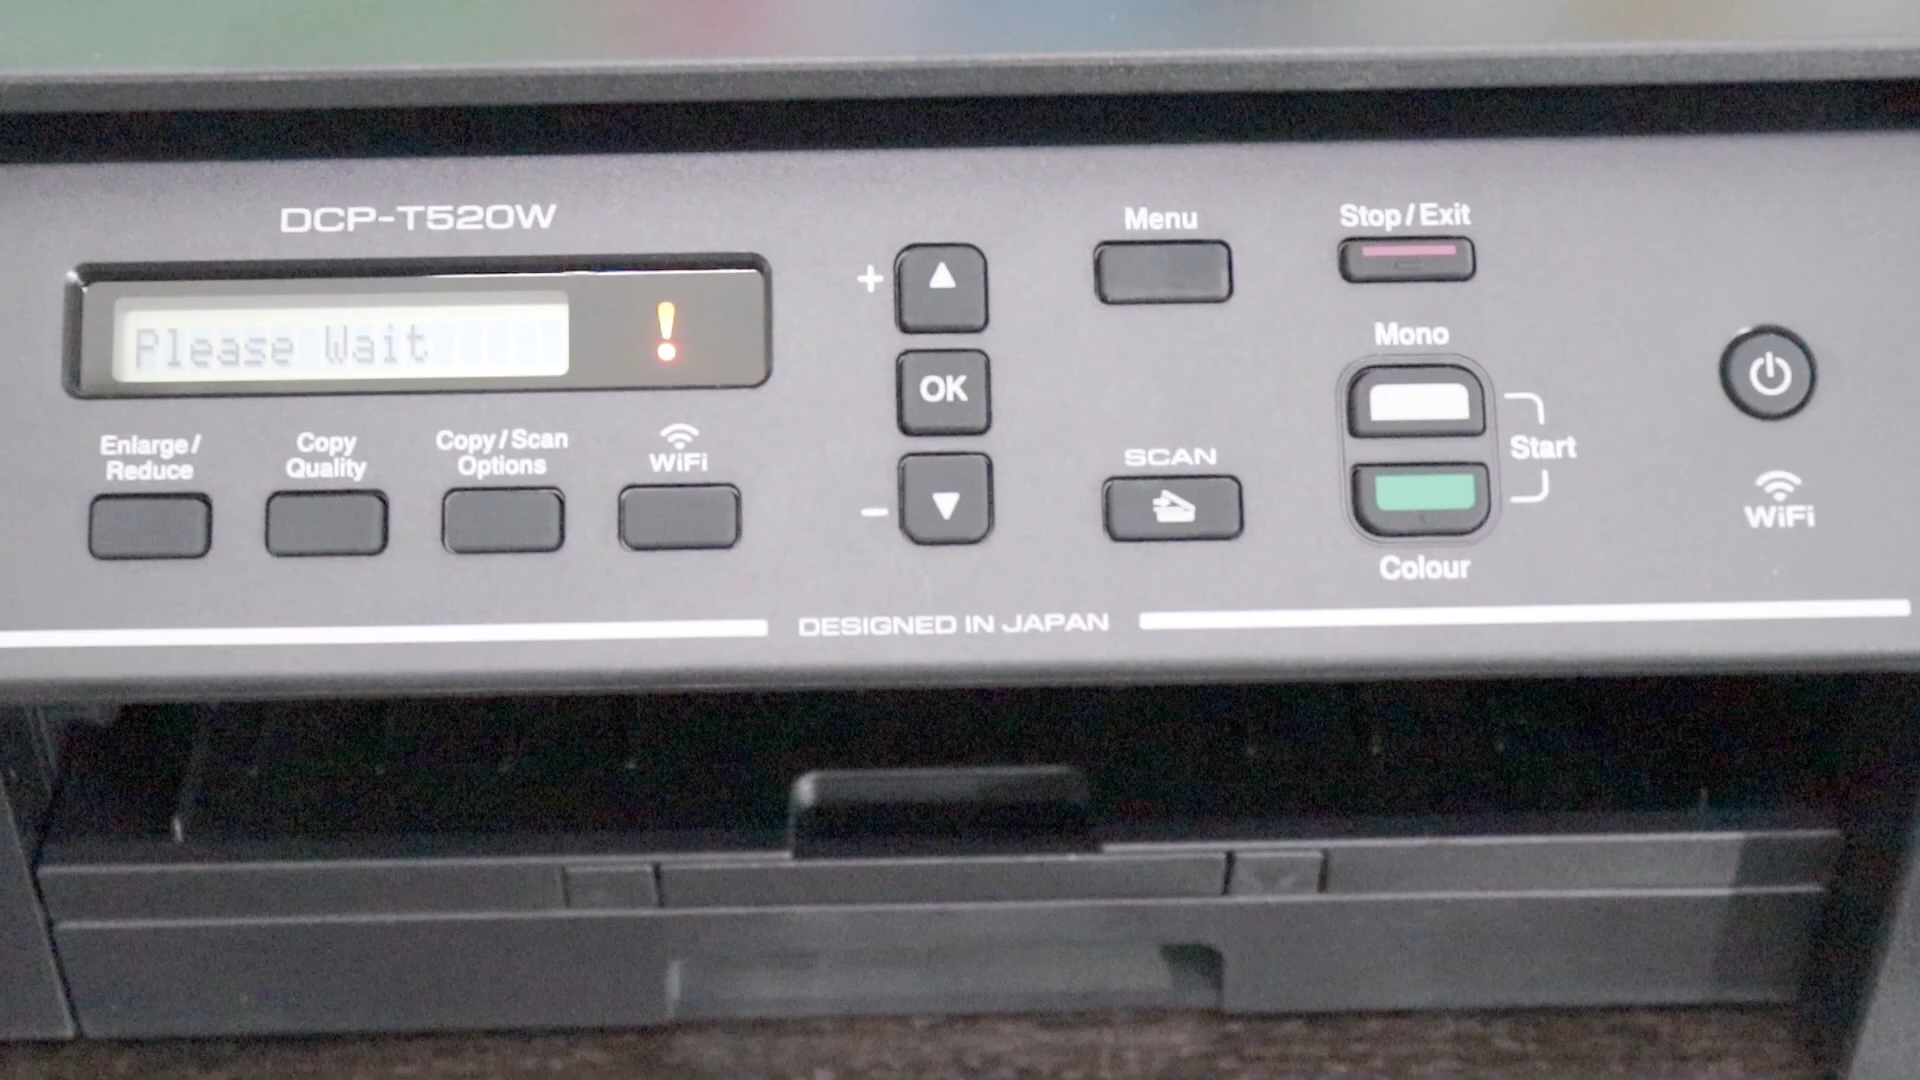 DCP-T520W
Please Wait
!
Enlarge/
Reduce
Copy
Quality
Copy/Scan
Options
WiFi
+
OK
−
Menu
SCAN
Stop/Exit
Mono
Start
Colour
WiFi
DESIGNED IN JAPAN